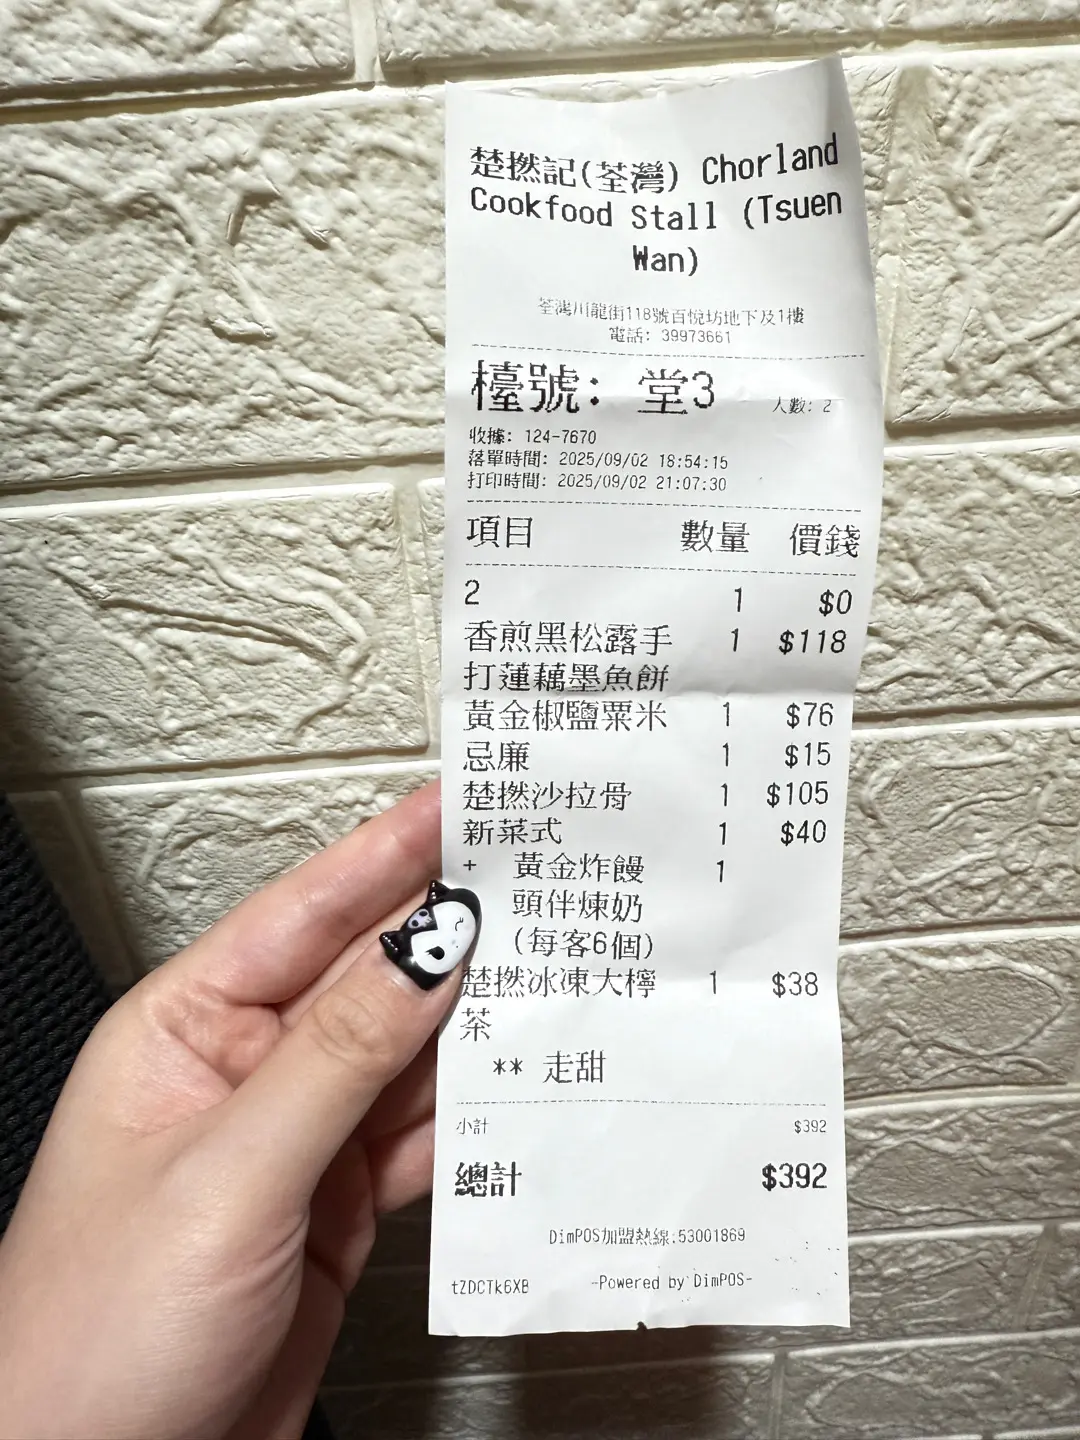 楚撚記(荃灣) Chorland
Cookfood Stall (Tsuen
Wan)
荃灣川龍街118號百悅坊地下及1樓
電話: 39973661
檯號: 堂3 人數: 2
收據: 124-7670
落單時間: 2025/09/02 18:54:15
打印時間: 2025/09/02 21:07:30
項目 數量 價錢
2 1 $0
香煎黑松露手 1 $118
打蓮藕墨魚餅
黃金椒鹽粟米 1 $76
忌廉 1 $15
楚撚沙拉骨 1 $105
新菜式 1 $40
+ 黃金炸饅 1
頭伴煉奶
(每客6個)
楚撚冰凍大檸 1 $38
茶
** 走甜
小計 $392
總計 $392
DimPOS加盟熱線:53001869
tZDCTk6XB -Powered by DimPOS-